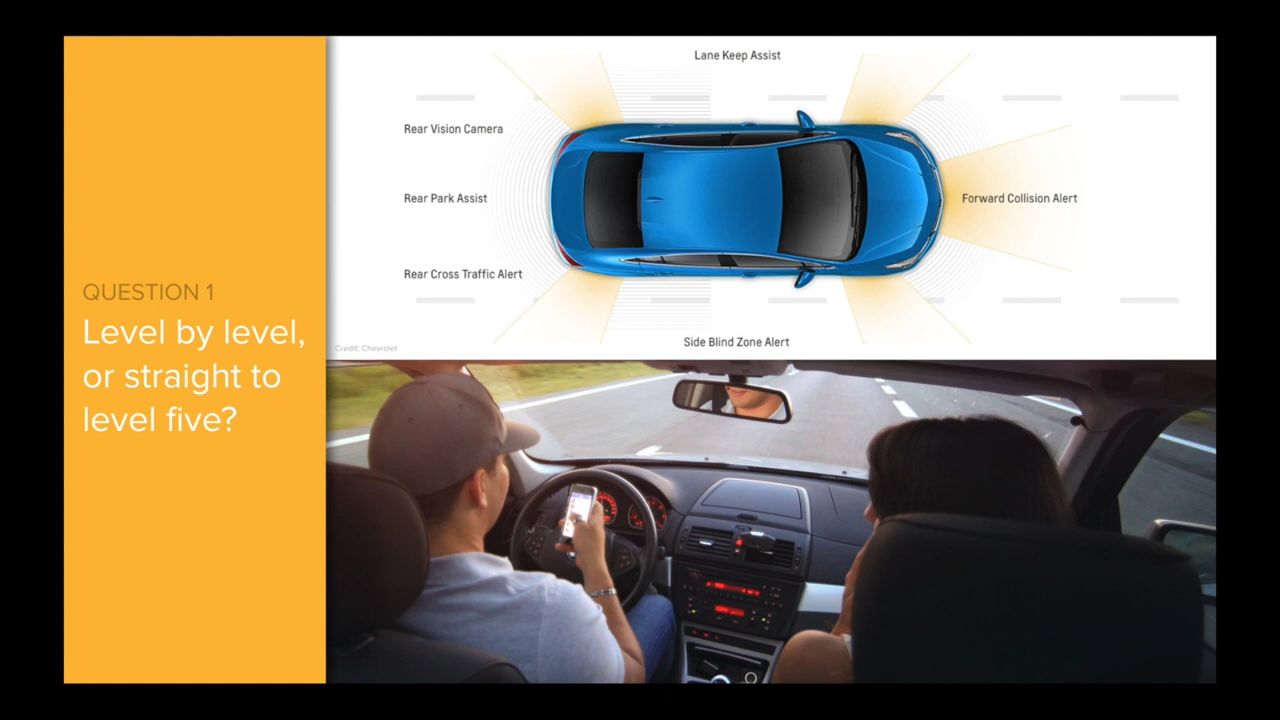 QUESTION 1
Level by level,
or straight to
level five?
Lane Keep Assist
Rear Vision Camera
Rear Park Assist
Forward Collision Alert
Rear Cross Traffic Alert
Side Blind Zone Alert
Credit: Chevrolet